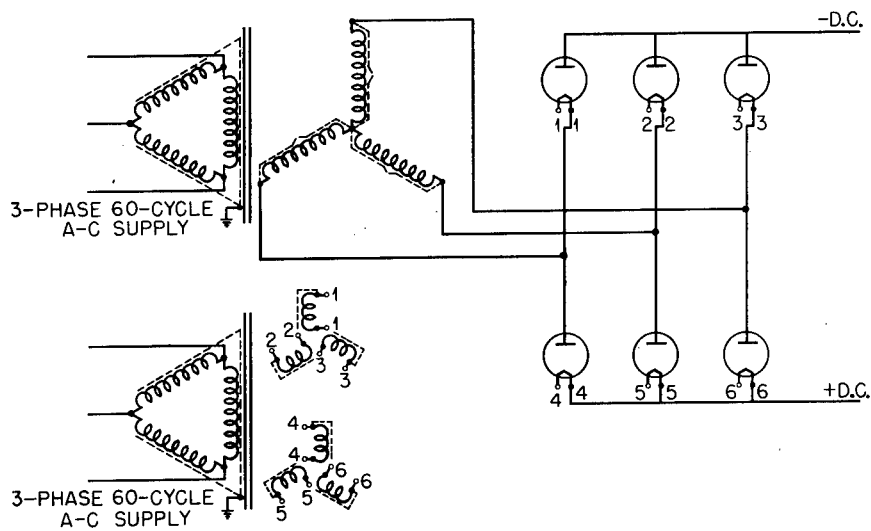 -D.C.
1 1
2 2
3 3
3-PHASE 60-CYCLE
A-C SUPPLY
1
1
2 2
3 3
4 4
5 5
6 6
+D.C.
4
4
5 5
6 6
3-PHASE 60-CYCLE
A-C SUPPLY